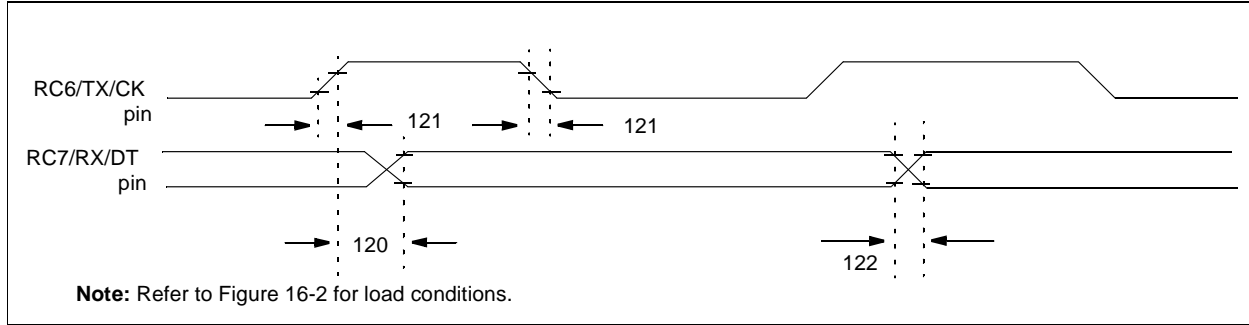 RC6/TX/CK
pin
121
121
RC7/RX/DT
pin
120
122
Note: Refer to Figure 16-2 for load conditions.